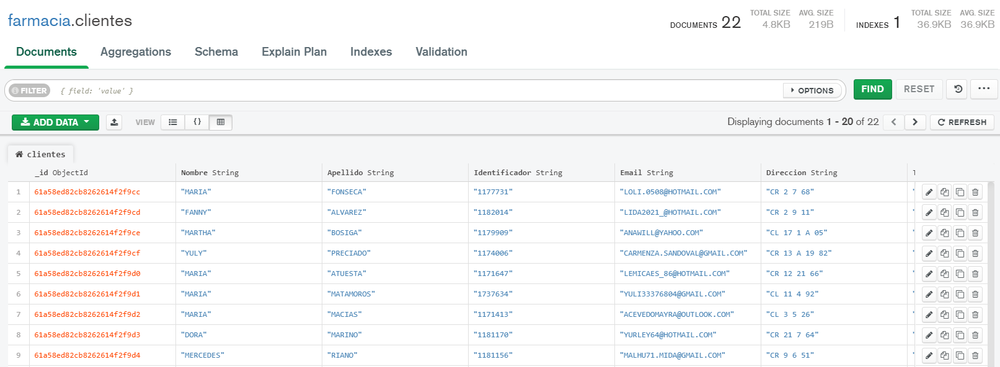 farmacia.clientes
DOCUMENTS 22 TOTAL SIZE 4.8KB AVG. SIZE 219B INDEXES 1 TOTAL SIZE 36.9KB AVG. SIZE 36.9KB
Documents Aggregations Schema Explain Plan Indexes Validation
FILTER { field: 'value' } OPTIONS FIND RESET ...
ADD DATA VIEW {} Displaying documents 1 - 20 of 22 < > REFRESH
clientes
_id ObjectId Nombre String Apellido String Identificador String Email String Direccion String
1 61a58ed82cb8262614f2f9cc "MARIA" "FONSECA" "1177731" "LOLI.0508@HOTMAIL.COM" "CR 2 7 68" "
2 61a58ed82cb8262614f2f9cd "FANNY" "ALVAREZ" "1182014" "LIDA2021_@HOTMAIL.COM" "CR 2 9 11" "
3 61a58ed82cb8262614f2f9ce "MARTHA" "BOSIGA" "1179909" "ANAWILL@YAHOO.COM" "CL 17 1 A 05" "
4 61a58ed82cb8262614f2f9cf "YULY" "PRECIADO" "1174006" "CARMENZA.SANDOVAL@GMAIL.COM" "CR 13 A 19 82" "
5 61a58ed82cb8262614f2f9d0 "MARIA" "ATUESTA" "1171647" "LEMICAES_86@HOTMAIL.COM" "CR 12 21 66" "
6 61a58ed82cb8262614f2f9d1 "MARIA" "MATAMOROS" "1737634" "YULI33376804@GMAIL.COM" "CL 11 4 92" "
7 61a58ed82cb8262614f2f9d2 "MARIA" "MACIAS" "1171413" "ACEVEDOMAYRA@OUTLOOK.COM" "CL 3 5 26" "
8 61a58ed82cb8262614f2f9d3 "DORA" "MARINO" "1181170" "YURLEY64@HOTMAIL.COM" "CR 21 7 64" "
9 61a58ed82cb8262614f2f9d4 "MERCEDES" "RIANO" "1181156" "MALHU71.MIDA@GMAIL.COM" "CR 9 6 51" "